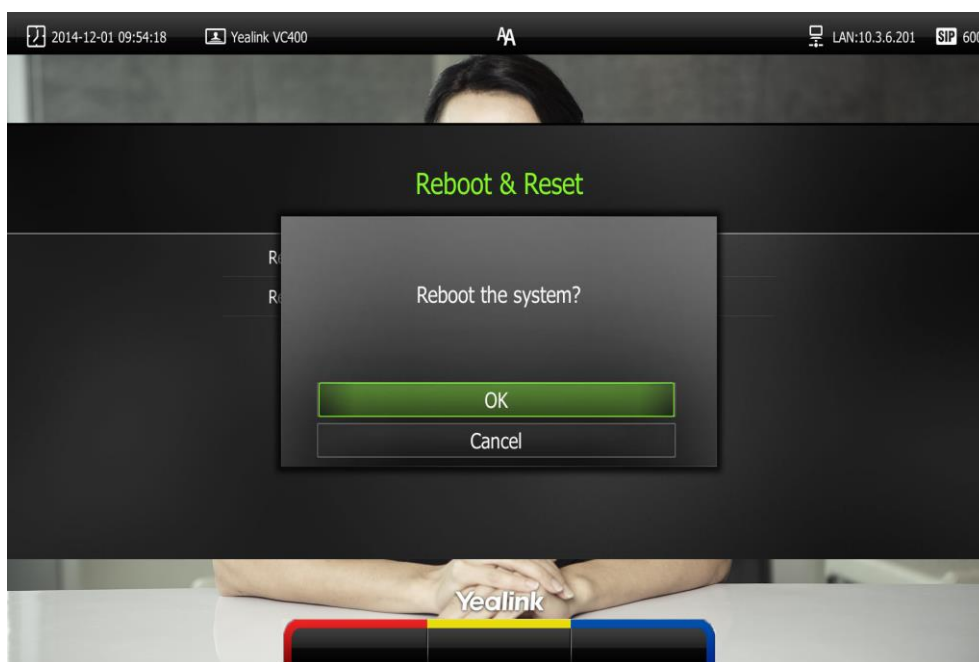 2014-12-01 09:54:18 Yealink VC400 AA LAN:10.3.6.201 SIP 600
Reboot & Reset
Reboot the system?
OK
Cancel
Yealink